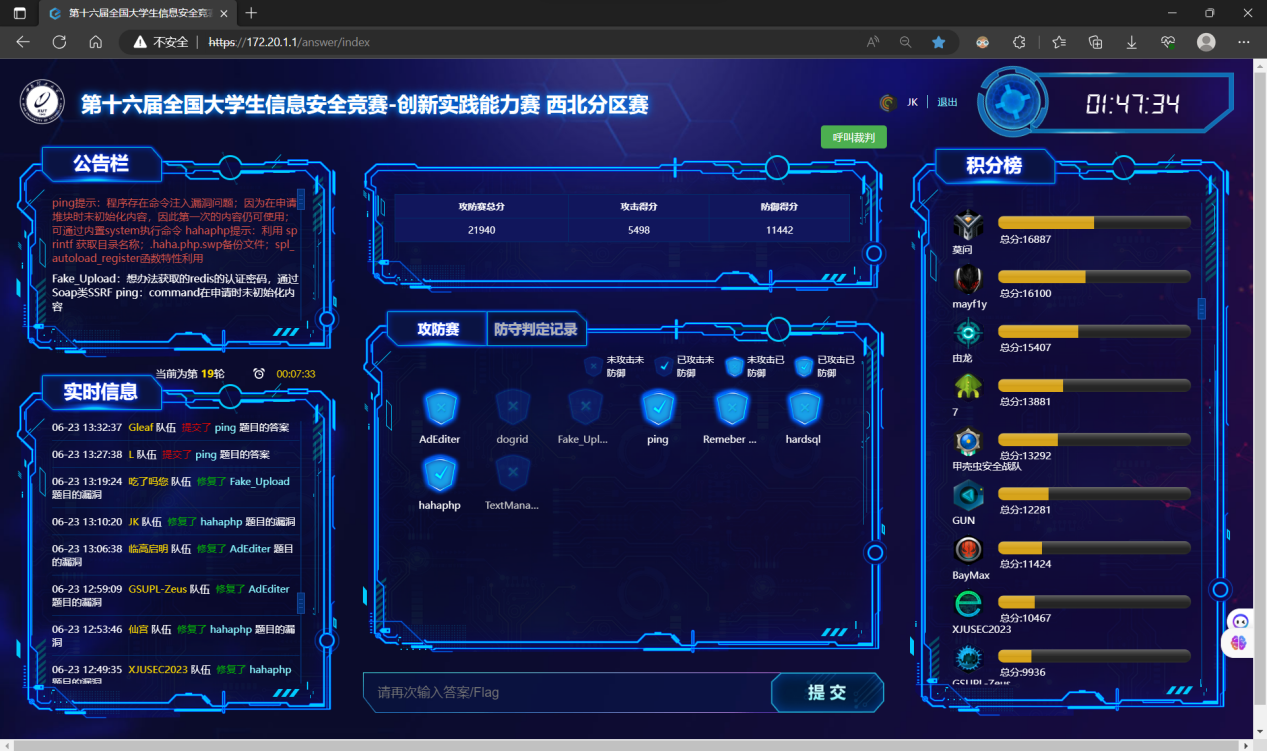 第十六届全国大学生信息安全竞
不安全
https://172.20.1.1/answer/index
第十六届全国大学生信息安全竞赛-创新实践能力赛 西北分区赛
JK
退出
01:47:34
呼叫裁判
公告栏
ping提示：程序存在命令注入漏洞问题；因为在申请
堆块时未初始化内容，因此第一次的内容仍可使用；
可通过内置system执行命令 hahaphp提示：利用 sp
rintf 获取目录名称；.haha.php.swp备份文件；spl_
autoload_register函数特性利用
Fake_Upload：想办法获取的redis的认证密码，通过
Soap类SSRF ping：command在申请时未初始化内
容
当前为第 19轮
00:07:33
实时信息
06-23 13:32:37 Gleaf 队伍 提交了 ping 题目的答案
06-23 13:27:38 L 队伍 提交了 ping 题目的答案
06-23 13:19:24 吃了吗您 队伍 修复了 Fake_Upload
题目的漏洞
06-23 13:10:20 JK 队伍 修复了 hahaphp 题目的漏洞
06-23 13:06:38 临高启明 队伍 修复了 AdEditer 题目
的漏洞
06-23 12:59:09 GSUPL-Zeus 队伍 修复了 AdEditer
题目的漏洞
06-23 12:53:46 仙宫 队伍 修复了 hahaphp 题目的漏
洞
06-23 12:49:35 XJUSEC2023 队伍 修复了 hahaphp
题目的漏洞
攻防赛总分 攻击得分 防御得分
21940 5498 11442
攻防赛 防守判定记录
未攻击未
防御
已攻击未
防御
未攻击已
防御
已攻击已
防御
AdEditer dogrid Fake_Upl... ping Remeber ... hardsql
hahaphp TextMana...
请再次输入答案/Flag
提 交
积分榜
莫问
总分:16887
mayf1y
总分:16100
由龙
总分:15407
7
总分:13881
甲壳虫安全战队
总分:13292
GUN
总分:12281
BayMax
总分:11424
XJUSEC2023
总分:10467
GSUPL-Zeus
总分:9936